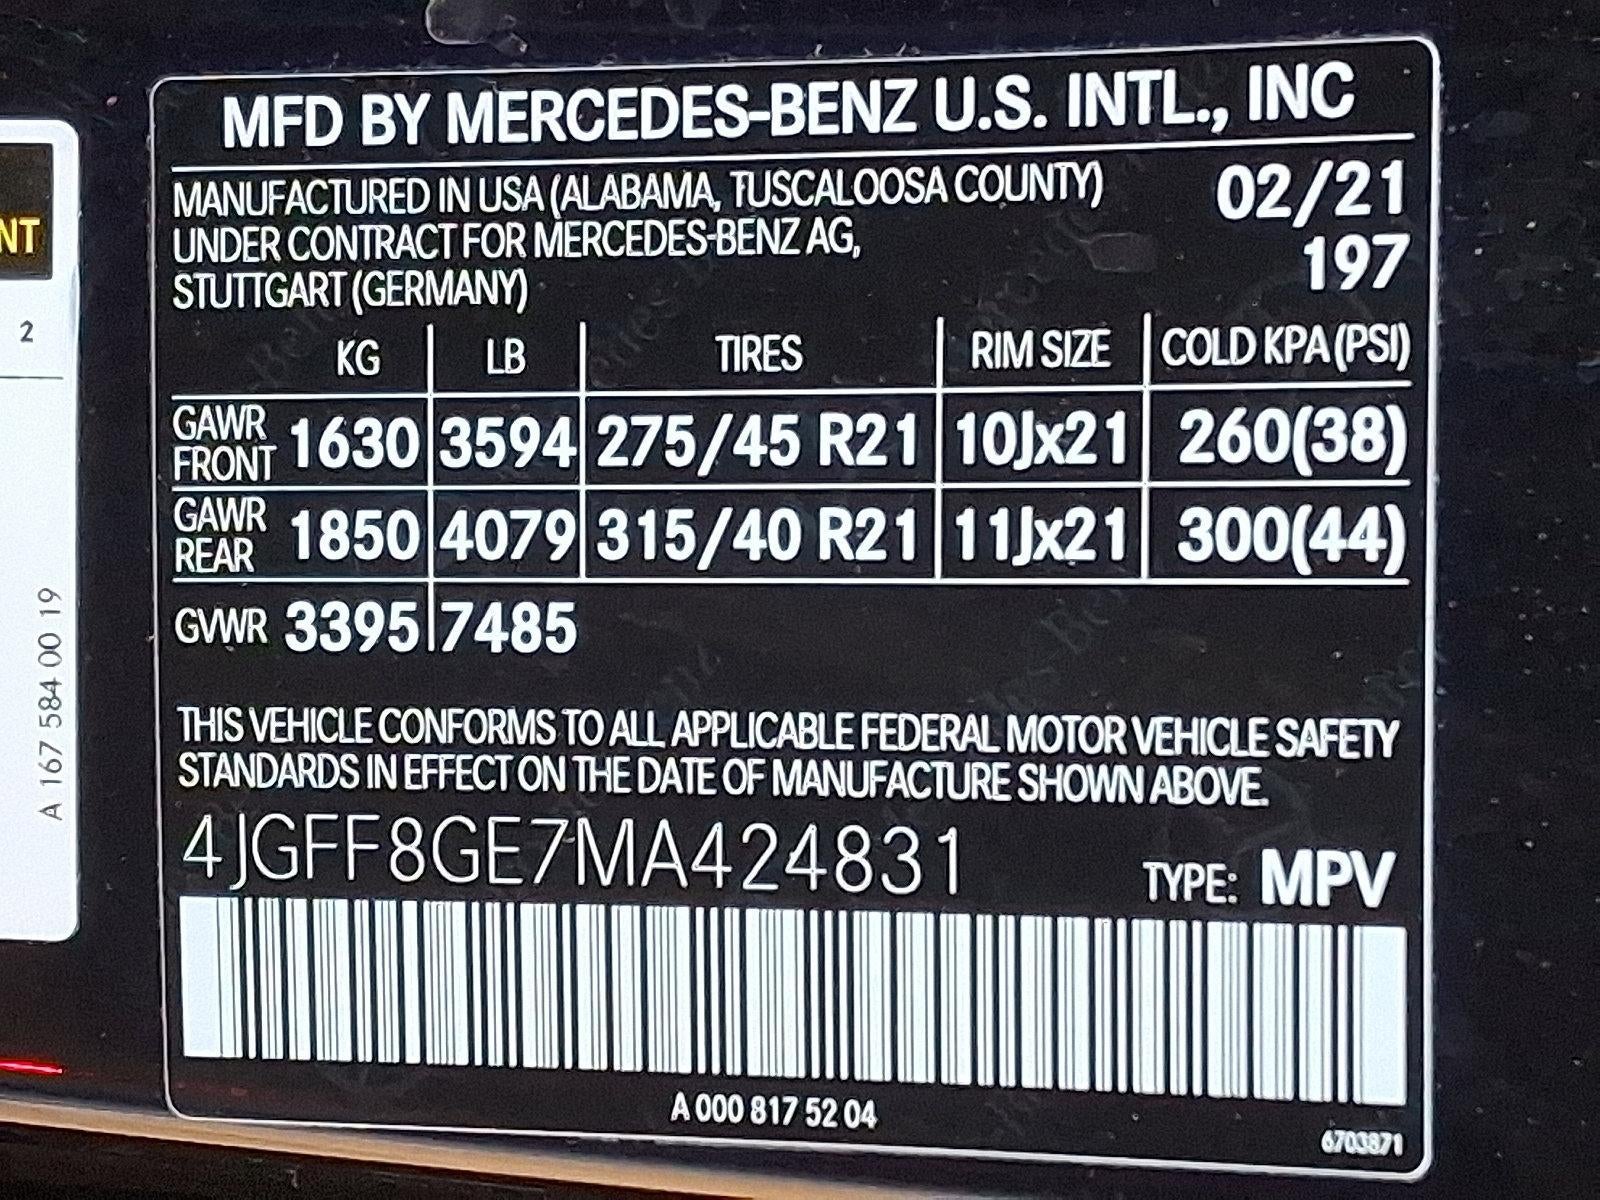 MFD BY MERCEDES-BENZ U.S. INTL., INC
MANUFACTURED IN USA (ALABAMA, TUSCALOOSA COUNTY) 02/21
UNDER CONTRACT FOR MERCEDES-BENZ AG, 197
STUTTGART (GERMANY)
KG LB TIRES RIM SIZE COLD KPA (PSI)
GAWR FRONT 1630 3594 275/45 R21 10Jx21 260(38)
GAWR REAR 1850 4079 315/40 R21 11Jx21 300(44)
GVWR 3395 7485
THIS VEHICLE CONFORMS TO ALL APPLICABLE FEDERAL MOTOR VEHICLE SAFETY
STANDARDS IN EFFECT ON THE DATE OF MANUFACTURE SHOWN ABOVE.
4JGFF8GE7MA424831 TYPE: MPV
A 000 817 52 04
6703871
NT
2
A 167 584 00 19